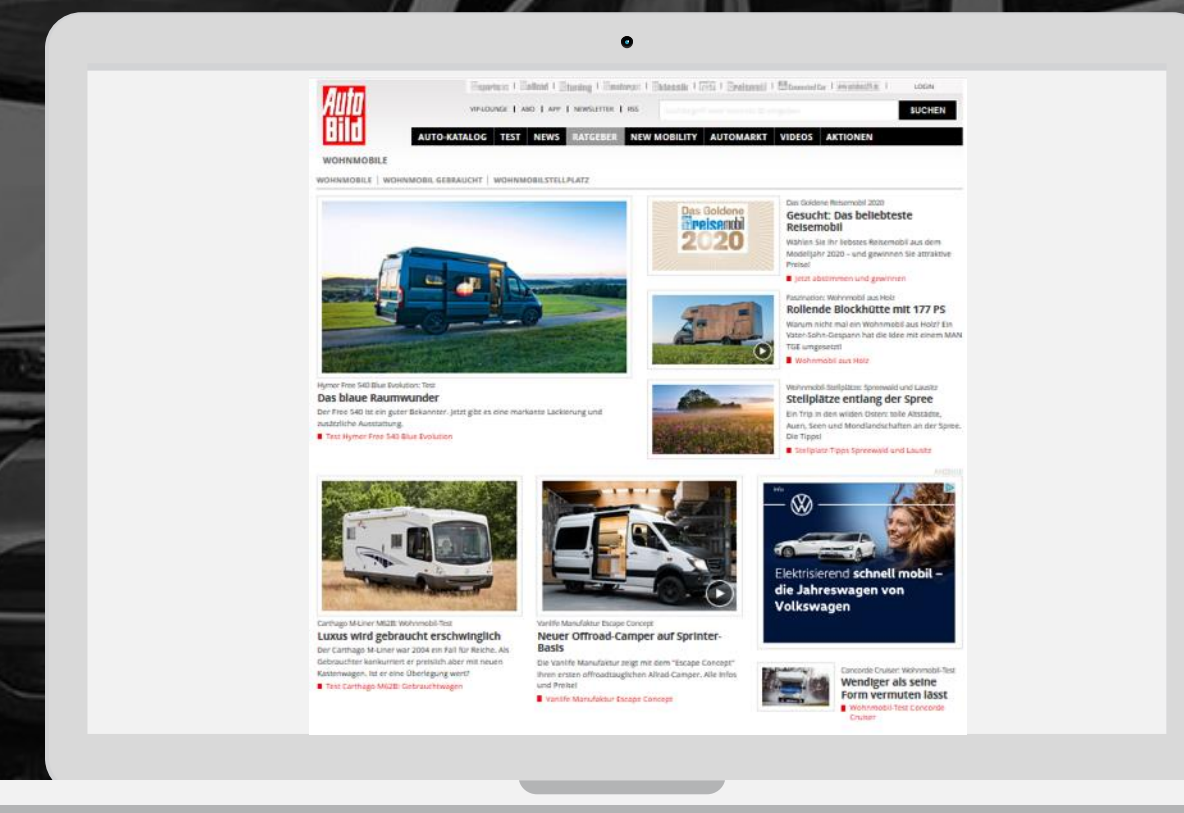 Auto
Bild
allrad | tuning | klassik | reisemobil | LOGIN
VIP-LOUNGE | ABO | APP | NEWSLETTER | RSS
SUCHEN
AUTO-KATALOG TEST NEWS RATGEBER NEW MOBILITY AUTOMARKT VIDEOS AKTIONEN
WOHNMOBILE
WOHNMOBILE | WOHNMOBIL GEBRAUCHT | WOHNMOBILSTELLPLATZ
Hymer Free 540 Blue Evolution: Test
Das blaue Raumwunder
Der Free 540 ist ein guter Bekannter. Jetzt gibt es eine markante Lackierung und
zusätzliche Ausstattung.
Test Hymer Free 540 Blue Evolution
Das Goldene
reisemobil
2020
Das Goldene Reisemobil 2020
Gesucht: Das beliebteste
Reisemobil
Wählen Sie Ihr liebstes Reisemobil aus dem
Modelljahr 2020 – und gewinnen Sie attraktive
Preise!
Jetzt abstimmen und gewinnen
Faszination: Wohnmobil aus Holz
Rollende Blockhütte mit 177 PS
Warum nicht mal ein Wohnmobil aus Holz? Ein
Vater-Sohn-Gespann hat die Idee mit einem MAN
TGE umgesetzt!
Wohnmobil aus Holz
Wohnmobil-Stellplätze: Spreewald und Lausitz
Stellplätze entlang der Spree
Ein Trip in den wilden Osten: tolle Altstädte,
Auen, Seen und Mondlandschaften an der Spree.
Die Tipps!
Stellplatz-Tipps Spreewald und Lausitz
Carthago M-Liner M62B: Wohnmobil-Test
Luxus wird gebraucht erschwinglich
Der Carthago M-Liner war 2004 ein Fall für Reiche. Als
Gebrauchter konkurriert er preislich aber mit neuen
Kastenwagen. Ist er eine Überlegung wert?
Test Carthago M62B: Gebrauchtwagen
Vanlife Manufaktur Escape Concept
Neuer Offroad-Camper auf Sprinter-
Basis
Die Vanlife Manufaktur zeigt mit dem "Escape Concept"
ihren ersten offroadtauglichen Allrad-Camper. Alle Infos
und Preise!
Vanlife Manufaktur Escape Concept
ANZEIGE
Info
Elektrisierend schnell mobil –
die Jahreswagen von
Volkswagen
Concorde Cruiser: Wohnmobil-Test
Wendiger als seine
Form vermuten lässt
Wohnmobil-Test Concorde
Cruiser